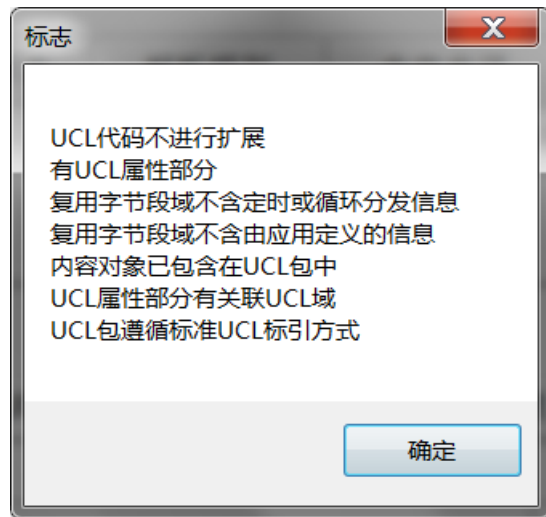 标志
UCL代码不进行扩展
有UCL属性部分
复用字节段域不含定时或循环分发信息
复用字节段域不含由应用定义的信息
内容对象已包含在UCL包中
UCL属性部分有关联UCL域
UCL包遵循标准UCL标引方式
确定